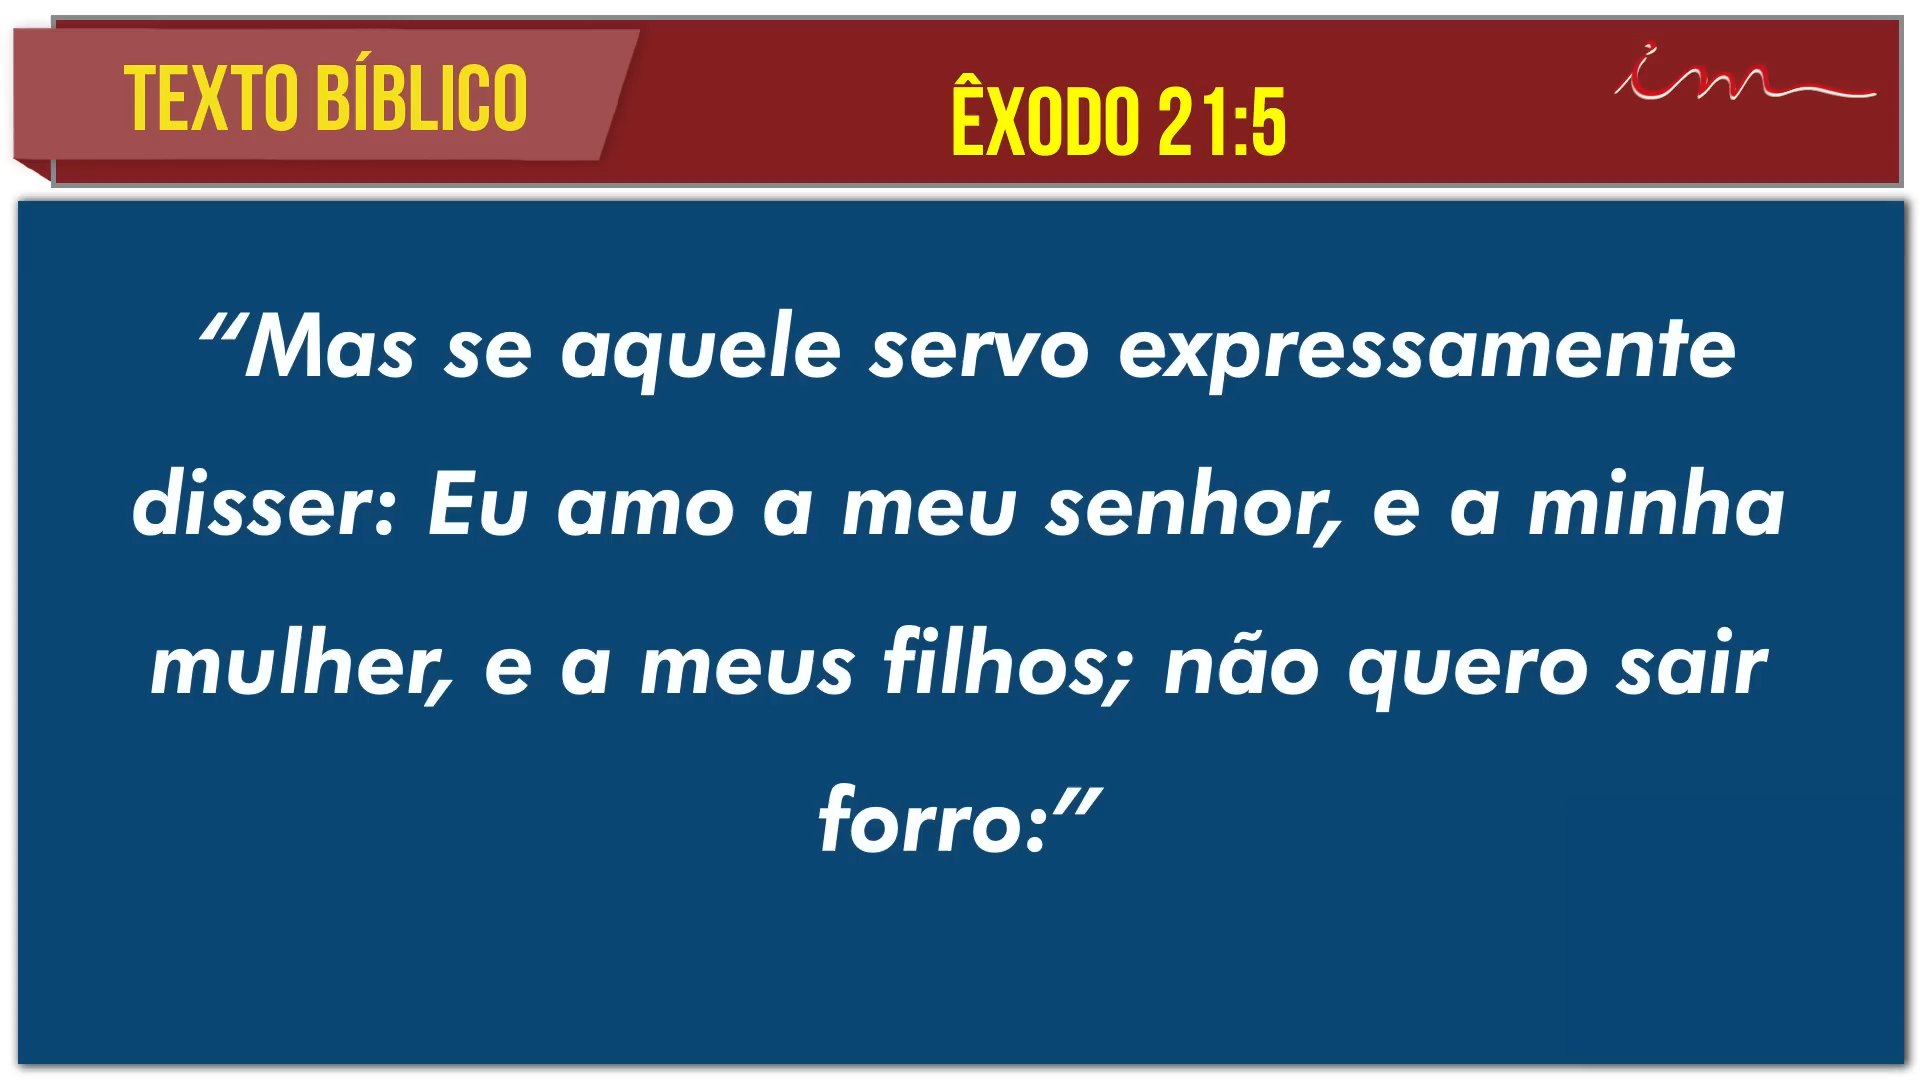 TEXTO BÍBLICO
ÊXODO 21:5
im
“Mas se aquele servo expressamente
disser: Eu amo a meu senhor, e a minha
mulher, e a meus filhos; não quero sair
forro:”